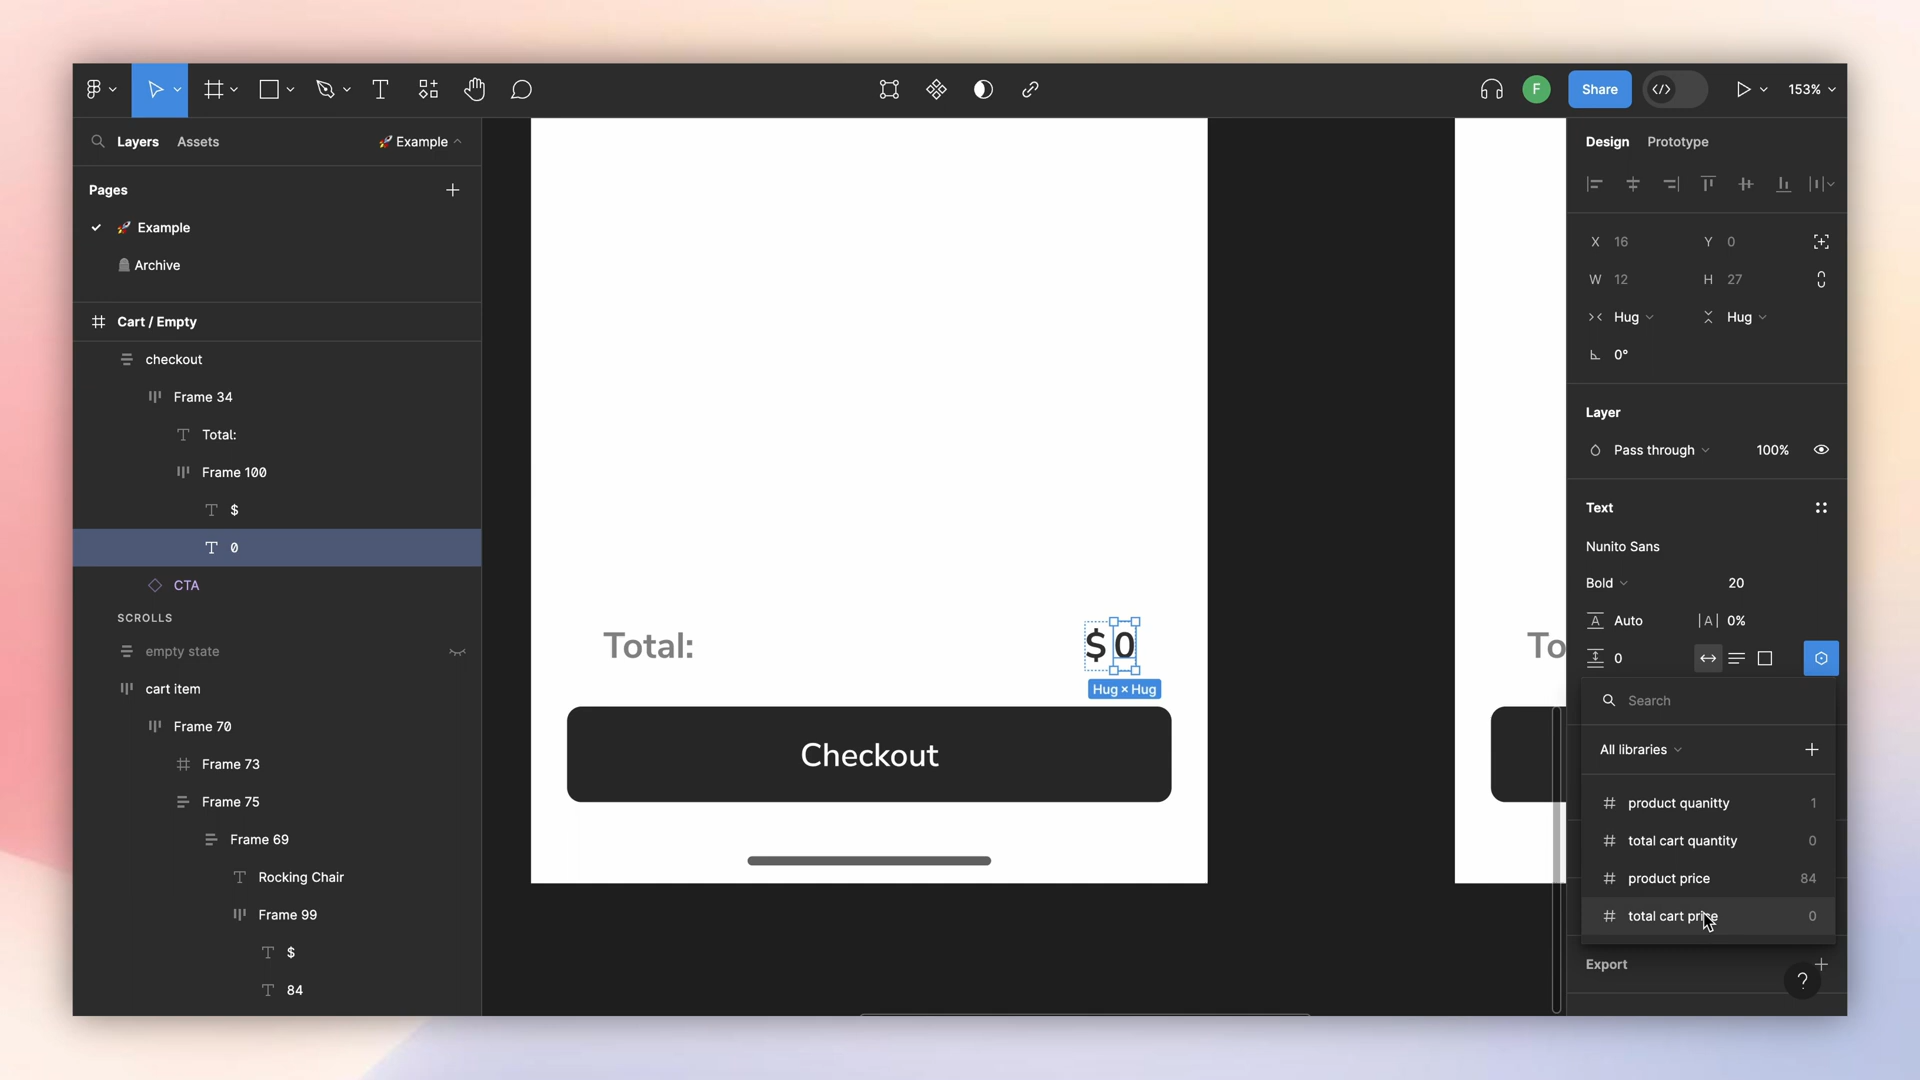 F
Share
153%
Layers
Assets
Example
Pages
Example
Archive
Cart / Empty
checkout
Frame 34
Total:
Frame 100
$
0
CTA
SCROLLS
empty state
cart item
Frame 70
Frame 73
Frame 75
Frame 69
Rocking Chair
Frame 99
$
84
Total:
$ 0
Hug × Hug
Checkout
To
Design
Prototype
X 16
Y 0
W 12
H 27
Hug
Hug
0°
Layer
Pass through
100%
Text
Nunito Sans
Bold
20
Auto
|A| 0%
0
Search
All libraries
product quanitty 1
total cart quantity 0
product price 84
total cart price 0
Export
?